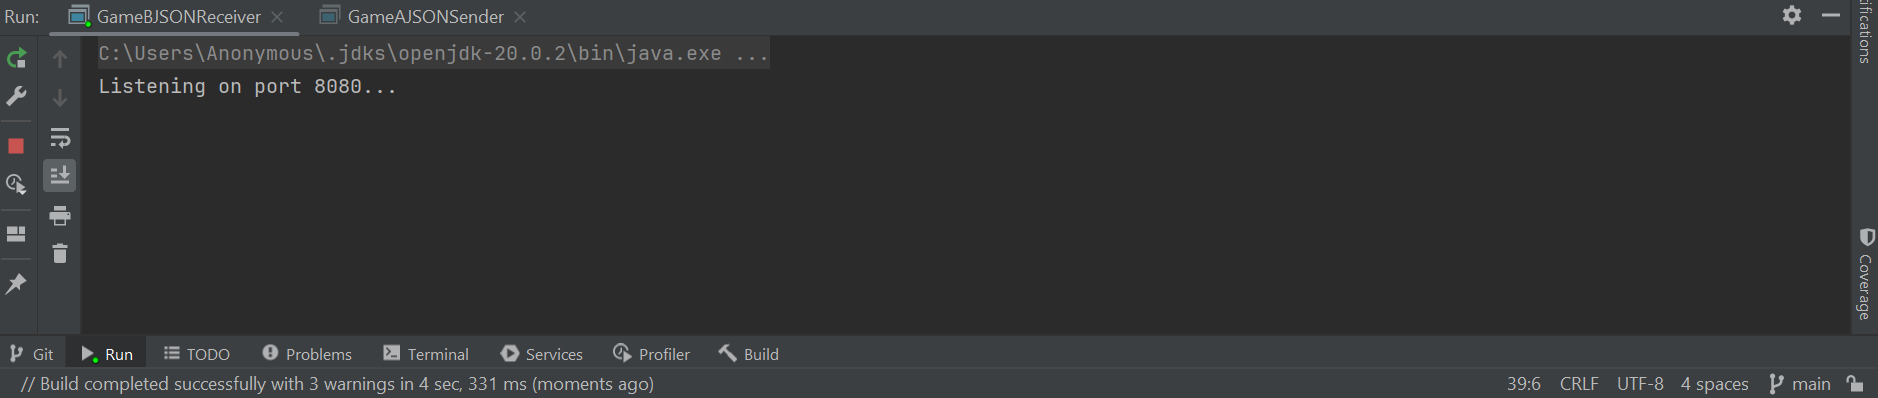 Run: GameBJSONReceiver GameAJSONSender
C:\Users\Anonymous\.jdks\openjdk-20.0.2\bin\java.exe ...
Listening on port 8080...
Coverage
Git Run TODO Problems Terminal Services Profiler Build
// Build completed successfully with 3 warnings in 4 sec, 331 ms (moments ago) 39:6 CRLF UTF-8 4 spaces main